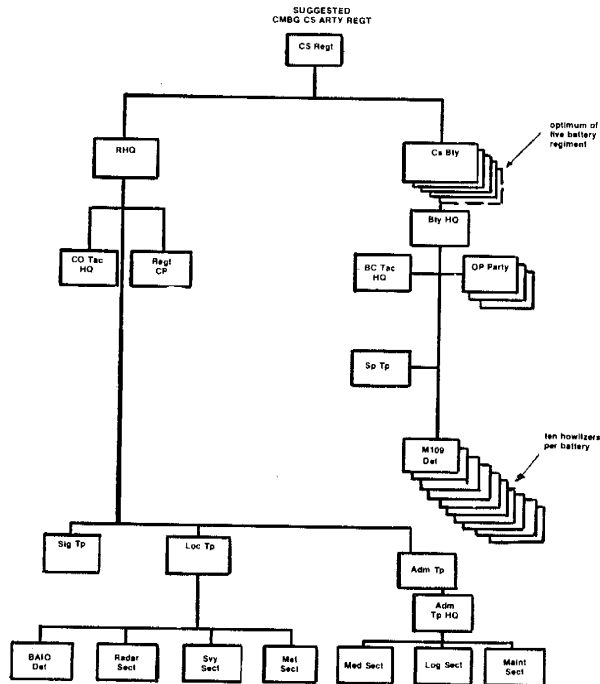 SUGGESTED
CMBG CS ARTY REGT
CS Regt
RHQ
Cs Bty
optimum of
five battery
regiment
Bty HQ
CO Tac
HQ
Regt
CP
BC Tac
HQ
OP Party
Sp Tp
M109
Det
ten howitzers
per battery
Sig Tp
Loc Tp
Adm Tp
Adm
Tp HQ
BAIO
Det
Radar
Sect
Svy
Sect
Met
Sect
Med Sect
Log Sect
Maint
Sect